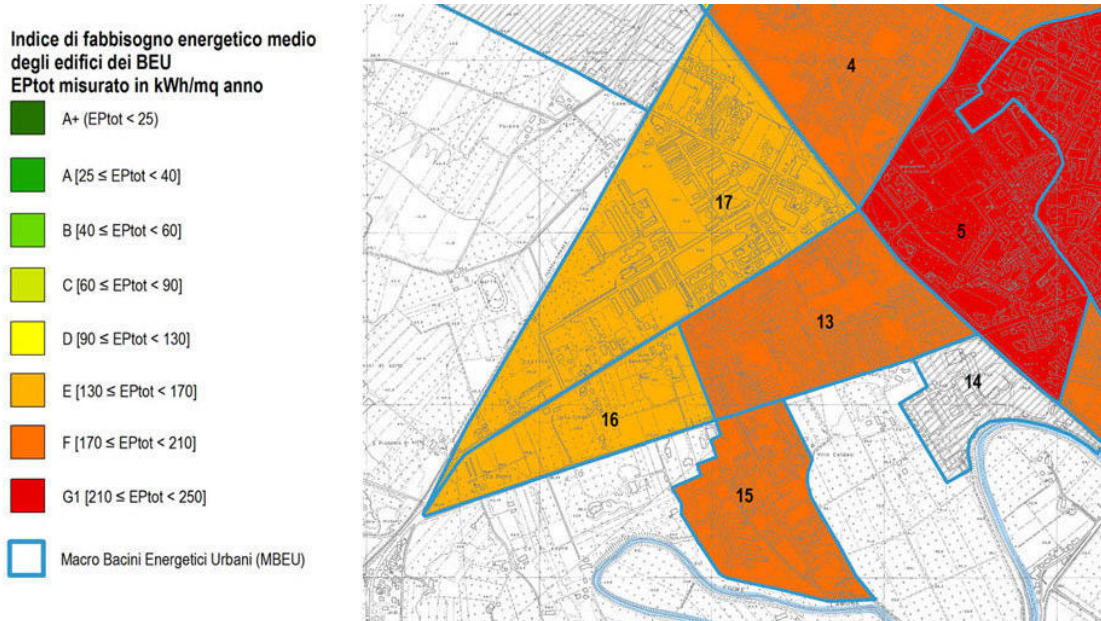 Indice di fabbisogno energetico medio
degli edifici dei BEU
EPtot misurato in kWh/mq anno
A+ (EPtot < 25)
A [25 ≤ EPtot < 40]
B [40 ≤ EPtot < 60]
C [60 ≤ EPtot < 90]
D [90 ≤ EPtot < 130]
E [130 ≤ EPtot < 170]
F [170 ≤ EPtot < 210]
G1 [210 ≤ EPtot < 250]
Macro Bacini Energetici Urbani (MBEU)
4
17
5
13
14
16
15